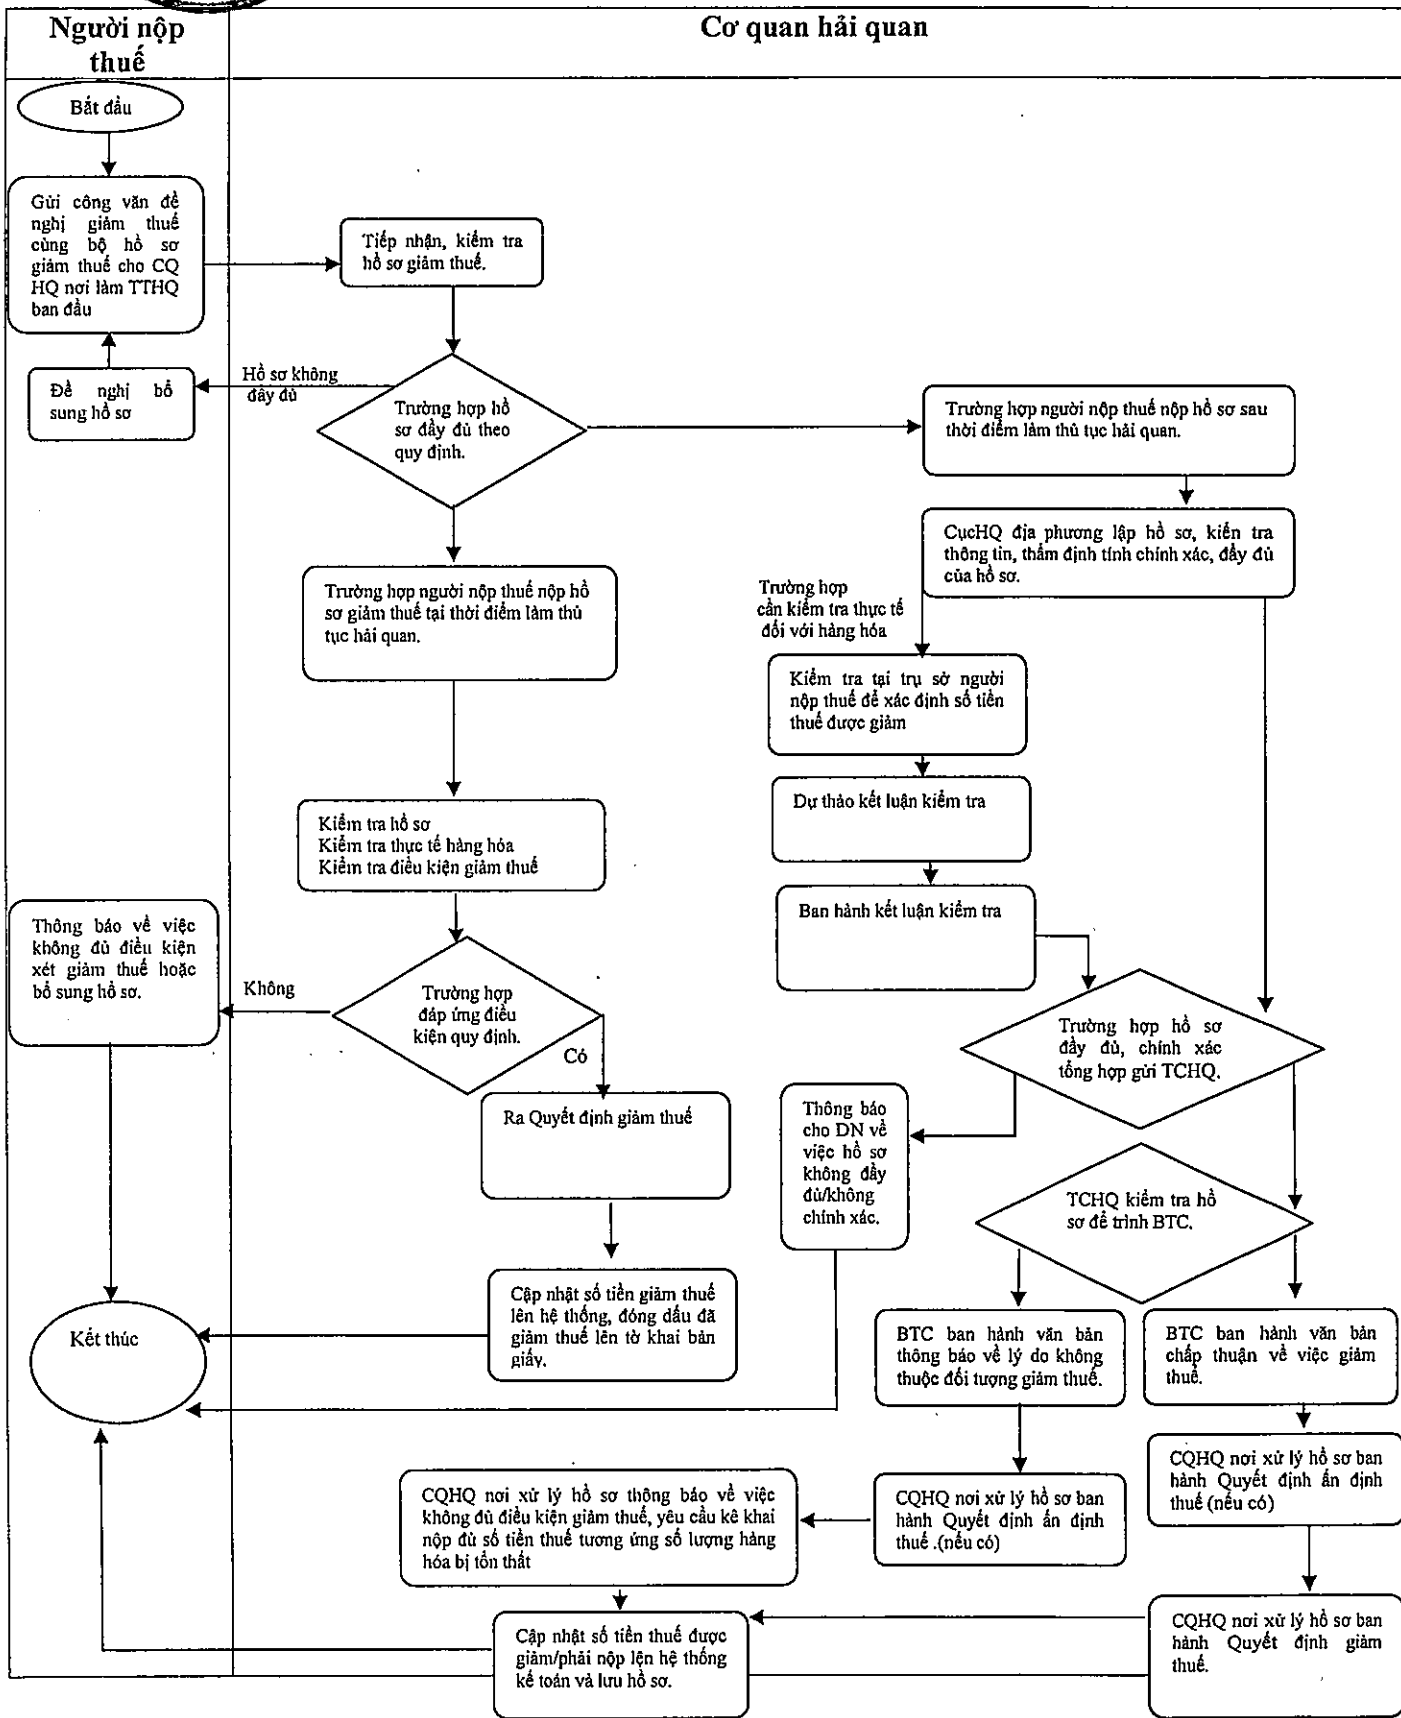 Người nộp
thuế
Cơ quan hải quan
Bắt đầu
Gửi công văn đề
nghị giảm thuế
cùng bộ hồ sơ
giảm thuế cho CQ
HQ nơi làm TTHQ
ban đầu
Tiếp nhận, kiểm tra
hồ sơ giảm thuế.
Đề nghị bổ
sung hồ sơ
Hồ sơ không
đầy đủ
Trường hợp hồ
sơ đầy đủ theo
quy định.
Trường hợp người nộp thuế nộp hồ sơ sau
thời điểm làm thủ tục hải quan.
CụcHQ địa phương lập hồ sơ, kiến tra
thông tin, thẩm định tính chính xác, đầy đủ
của hồ sơ.
Trường hợp người nộp thuế nộp hồ
sơ giảm thuế tại thời điểm làm thủ
tục hải quan.
Trường hợp
cần kiểm tra thực tế
đối với hàng hóa
Kiểm tra tại trụ sở người
nộp thuế để xác định số tiền
thuế được giảm
Dự thảo kết luận kiểm tra
Kiểm tra hồ sơ
Kiểm tra thực tế hàng hóa
Kiểm tra điều kiện giảm thuế
Ban hành kết luận kiểm tra
Thông báo về việc
không đủ điều kiện
xét giảm thuế hoặc
bổ sung hồ sơ.
Không
Trường hợp
đáp ứng điều
kiện quy định.
Có
Trường hợp hồ sơ
đầy đủ, chính xác
tổng hợp gửi TCHQ.
Ra Quyết định giảm thuế
Thông báo
cho DN về
việc hồ sơ
không đầy
đủ/không
chính xác.
TCHQ kiểm tra hồ
sơ để trình BTC.
Cập nhật số tiền giảm thuế
lên hệ thống, đóng dấu đã
giảm thuế lên tờ khai bản
giấy.
Kết thúc
BTC ban hành văn bản
thông báo về lý do không
thuộc đối tượng giảm thuế.
BTC ban hành văn bản
chấp thuận về việc giảm
thuế.
CQHQ nơi xử lý hồ sơ thông báo về việc
không đủ điều kiện giảm thuế, yêu cầu kê khai
nộp đủ số tiền thuế tương ứng số lượng hàng
hóa bị tổn thất
CQHQ nơi xử lý hồ sơ ban
hành Quyết định ấn định
thuế .(nếu có)
CQHQ nơi xử lý hồ sơ ban
hành Quyết định ấn định
thuế (nếu có)
Cập nhật số tiền thuế được
giảm/phải nộp lên hệ thống
kế toán và lưu hồ sơ.
CQHQ nơi xử lý hồ sơ ban
hành Quyết định giảm
thuế.